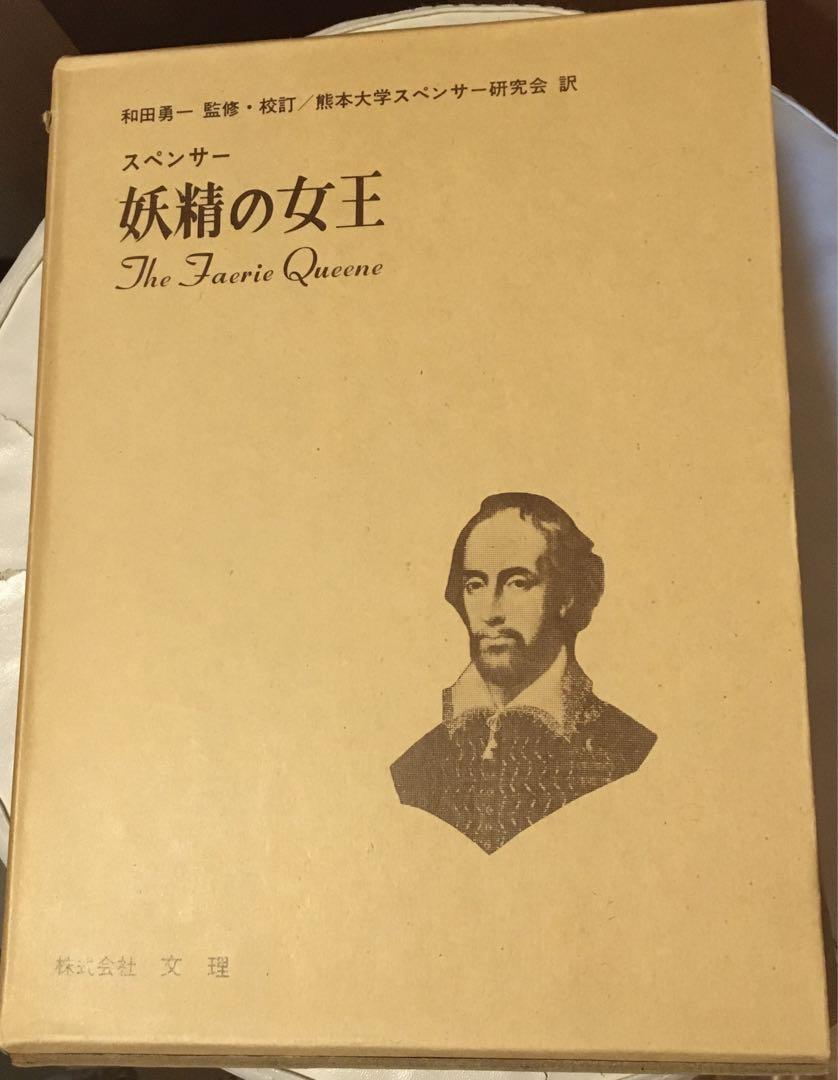 和田勇一 監修・校訂／熊本大学スペンサー研究会 訳
スペンサー
妖精の女王
The Faerie Queene
株式会社 文理